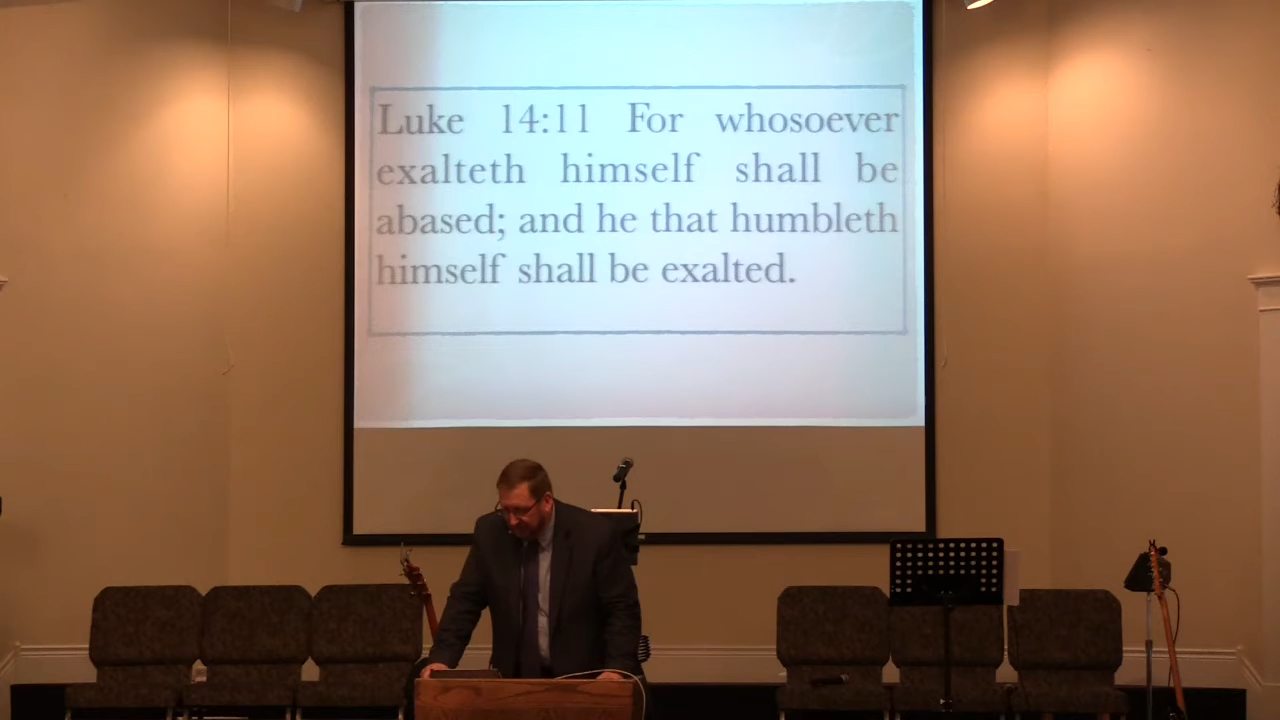 Luke 14:11 For whosoever
exalteth himself shall be
abased; and he that humbleth
himself shall be exalted.